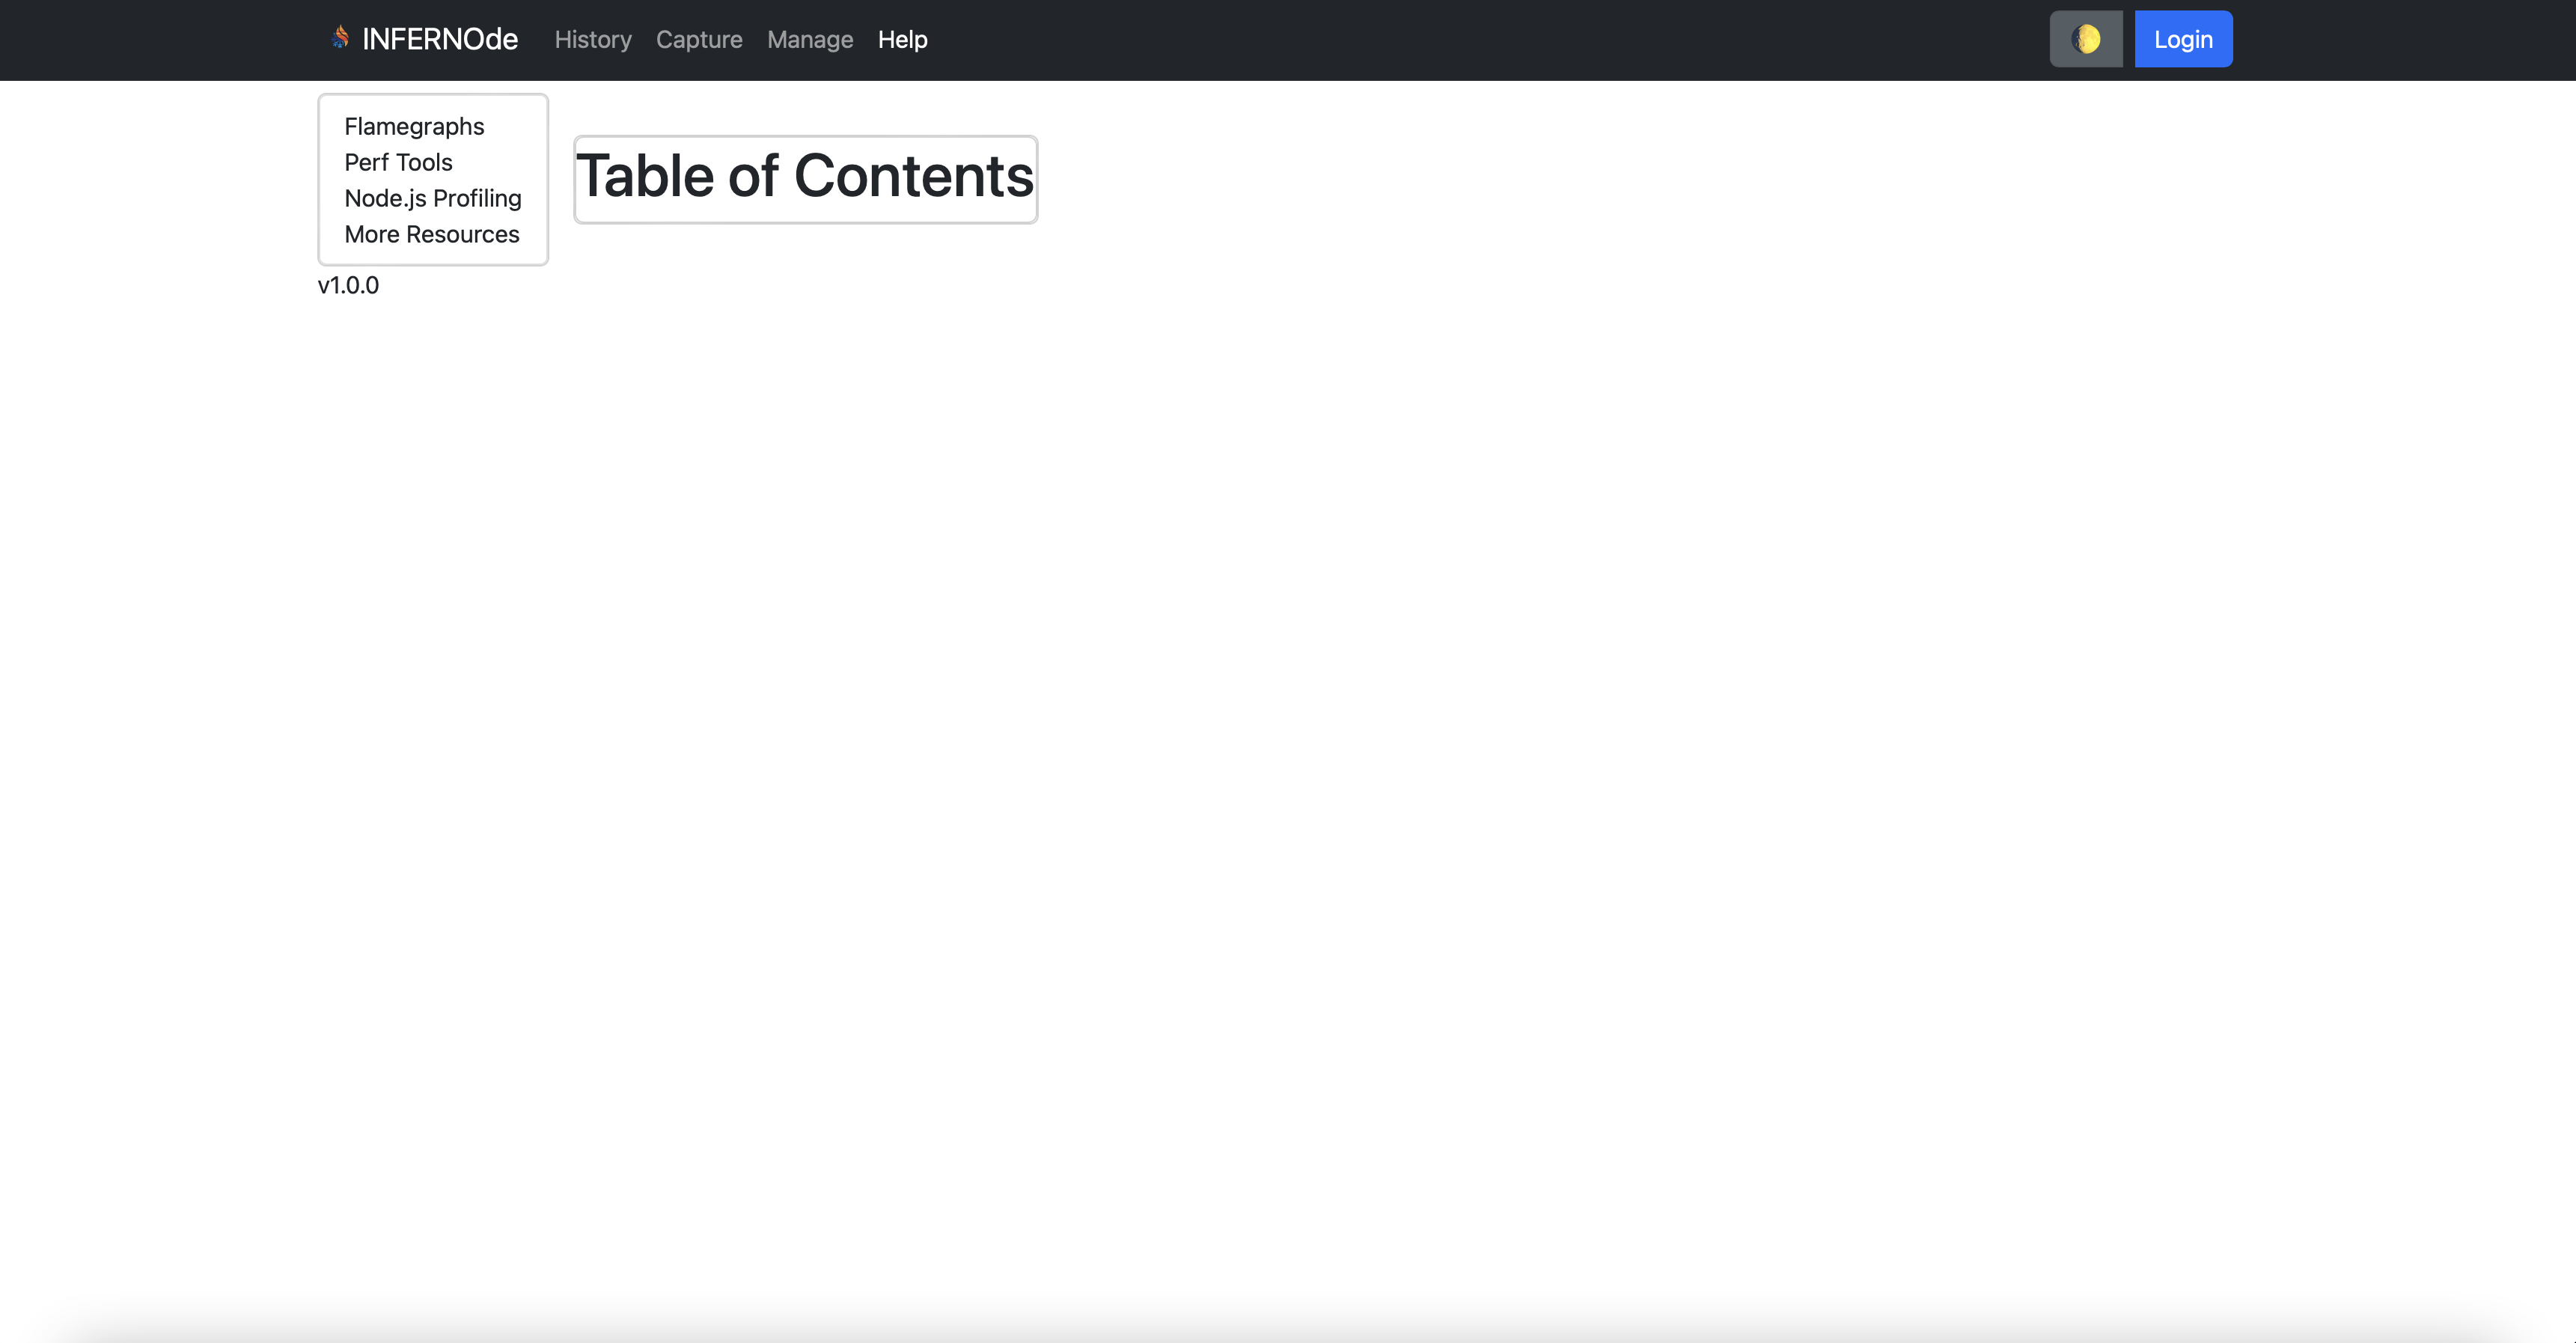 INFERNOde History Capture Manage Help Login
Flamegraphs
Perf Tools
Node.js Profiling
More Resources
v1.0.0
Table of Contents